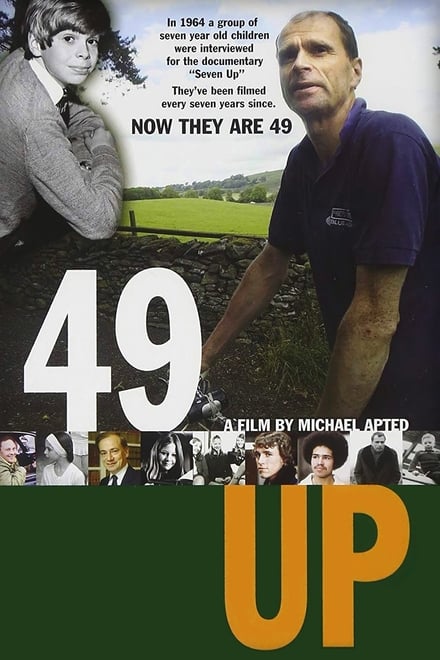 In 1964 a group of
seven year old children
were interviewed
for the documentary
“Seven Up”
They’ve been filmed
every seven years since.
NOW THEY ARE 49
49
A FILM BY MICHAEL APTED
UP